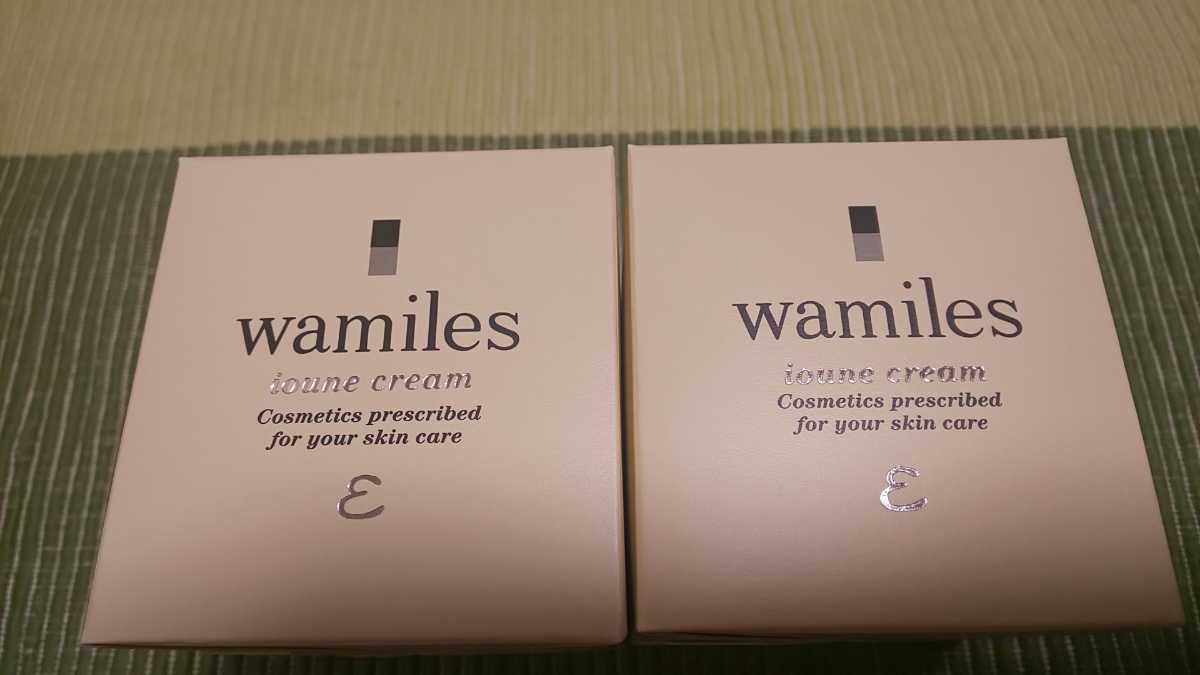 wamiles
ioune cream
Cosmetics prescribed
for your skin care
ε
wamiles
ioune cream
Cosmetics prescribed
for your skin care
ε